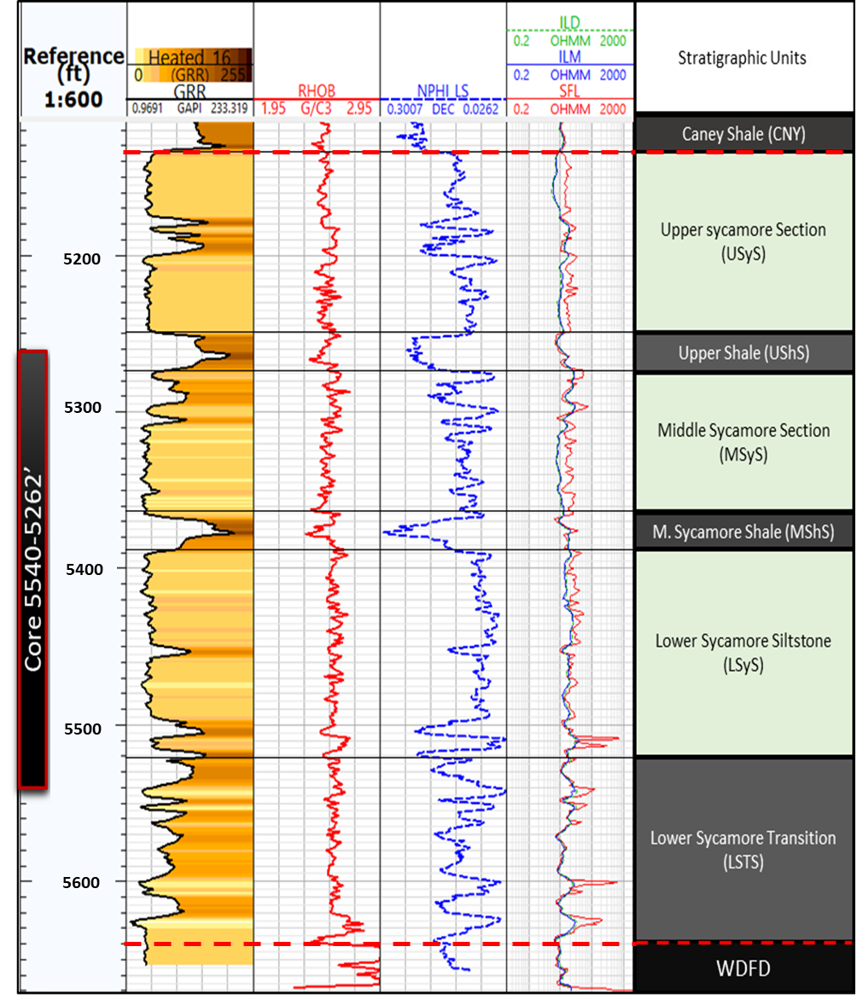 Reference
(ft)
1:600
Heated 16
0 (GRR) 255
GRR
0.9691 GAPI 233.319
RHOB
1.95 G/C3 2.95
NPHI_LS
0.3007 DEC 0.0262
ILD
0.2 OHMM 2000
ILM
0.2 OHMM 2000
SFL
0.2 OHMM 2000
Stratigraphic Units
Caney Shale (CNY)
Upper sycamore Section
(USyS)
5200
Upper Shale (UShS)
5300
Middle Sycamore Section
(MSyS)
M. Sycamore Shale (MShS)
5400
Lower Sycamore Siltstone
(LSyS)
5500
Lower Sycamore Transition
(LSTS)
5600
WDFD
Core 5540-5262’